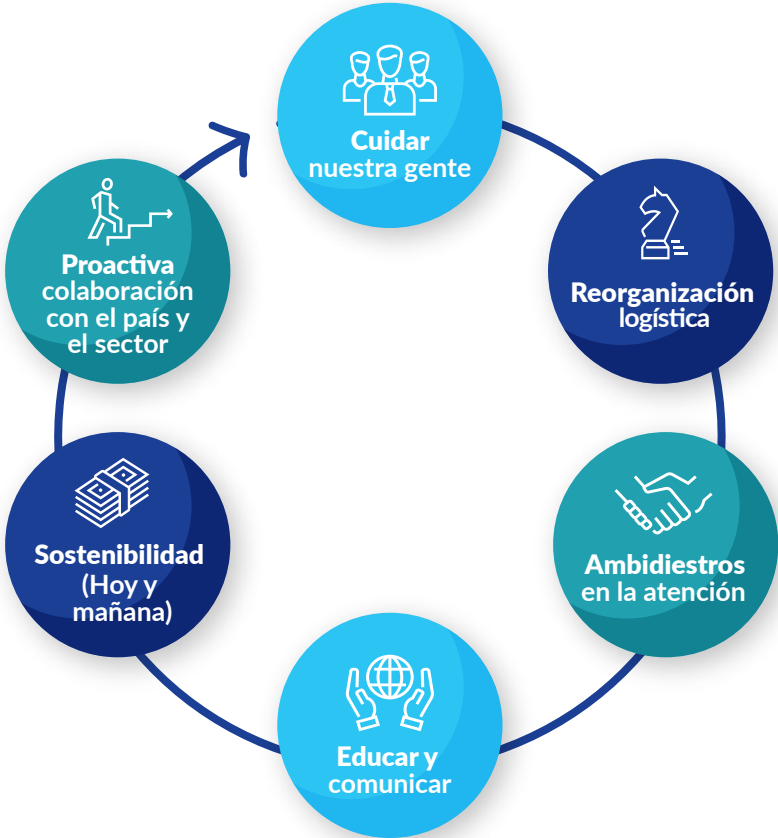 Cuidar
nuestra gente
Reorganización
logística
Ambidiestros
en la atención
Educar y
comunicar
Sostenibilidad
(Hoy y
mañana)
Proactiva
colaboración
con el país y
el sector